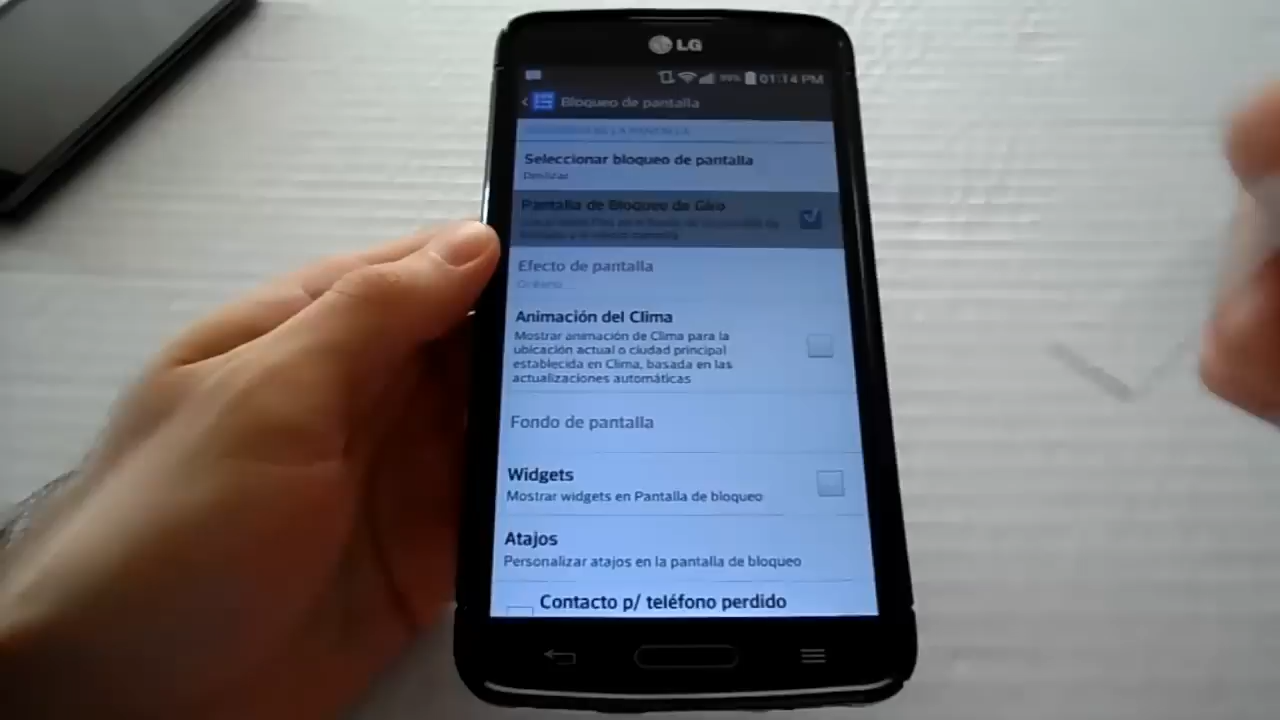 LG
99% 01:14 PM
Bloqueo de pantalla
Seleccionar bloqueo de pantalla
Deslizar
Pantalla de Bloqueo de Giro
Efecto de pantalla
Animación del Clima
Mostrar animación de Clima para la
ubicación actual o ciudad principal
establecida en Clima, basada en las
actualizaciones automáticas
Fondo de pantalla
Widgets
Mostrar widgets en Pantalla de bloqueo
Atajos
Personalizar atajos en la pantalla de bloqueo
Contacto p/ teléfono perdido